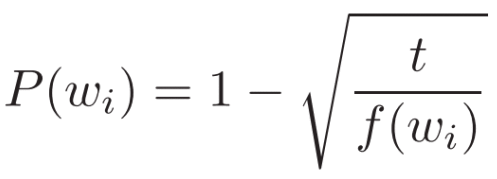 P(w_i) = 1 - \sqrt{\frac{t}{f(w_i)}}